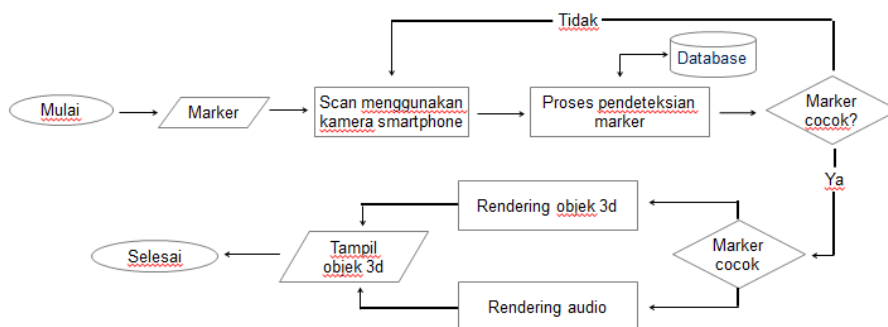 Tidak
Database
Mulai
Marker
Scan menggunakan
kamera smartphone
Proses pendeteksian
marker
Marker
cocok?
Ya
Rendering objek 3d
Marker
cocok
Rendering audio
Tampil
objek 3d
Selesai